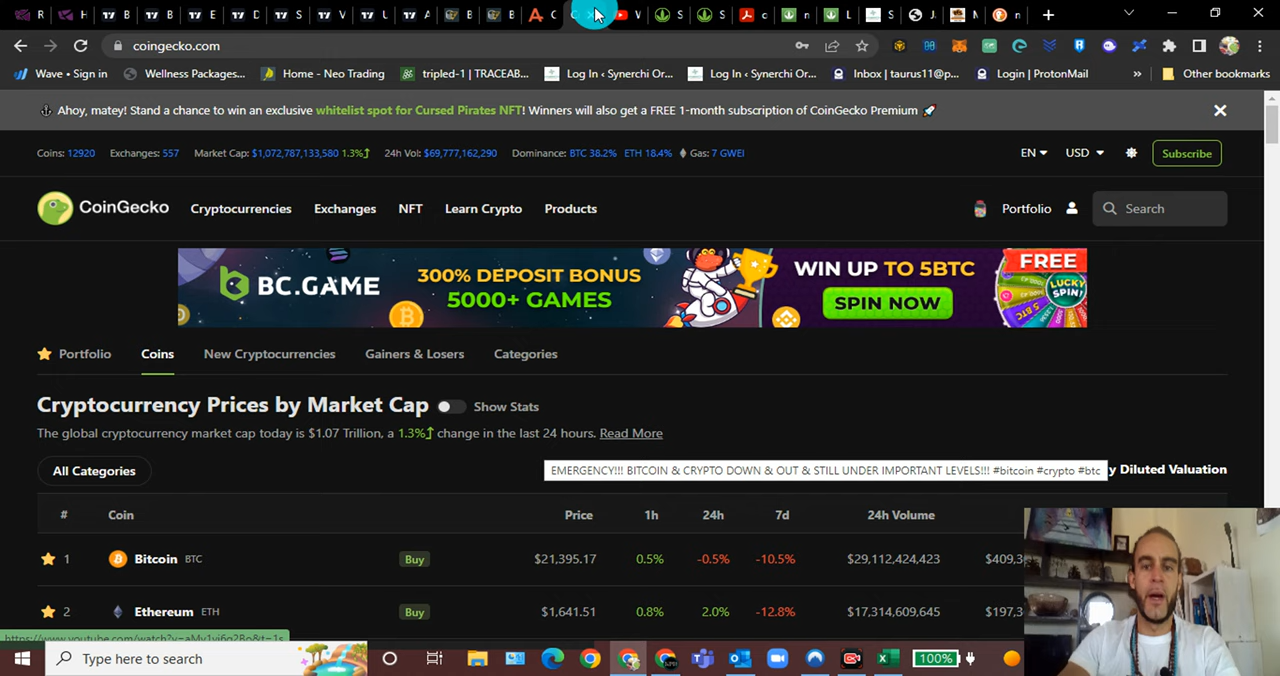 R H B B E D S V U A B B C W S S c n L S J M n
coingecko.com
Wave • Sign in Wellness Packages... Home - Neo Trading tripled-1 | TRACEAB... Log In ‹ Synerchi Or... Log In ‹ Synerchi Or... Inbox | taurus11@p... Login | ProtonMail » Other bookmarks
Ahoy, matey! Stand a chance to win an exclusive whitelist spot for Cursed Pirates NFT! Winners will also get a FREE 1-month subscription of CoinGecko Premium 🚀
Coins: 12920 Exchanges: 557 Market Cap: $1,072,787,133,580 1.3% 24h Vol: $69,777,162,290 Dominance: BTC 38.2% ETH 18.4% Gas: 7 GWEI EN USD Subscribe
CoinGecko Cryptocurrencies Exchanges NFT Learn Crypto Products Portfolio Search
BC.GAME 300% DEPOSIT BONUS 5000+ GAMES WIN UP TO 5BTC SPIN NOW FREE LUCKY SPIN!
Portfolio Coins New Cryptocurrencies Gainers & Losers Categories
Cryptocurrency Prices by Market Cap Show Stats
The global cryptocurrency market cap today is $1.07 Trillion, a 1.3% change in the last 24 hours. Read More
All Categories EMERGENCY!!! BITCOIN & CRYPTO DOWN & OUT & STILL UNDER IMPORTANT LEVELS!!! #bitcoin #crypto #btc y Diluted Valuation
# Coin Price 1h 24h 7d 24h Volume
1 Bitcoin BTC Buy $21,395.17 0.5% -0.5% -10.5% $29,112,424,423 $409,3
2 Ethereum ETH Buy $1,641.51 0.8% 2.0% -12.8% $17,314,609,645 $197,3
Type here to search 100%